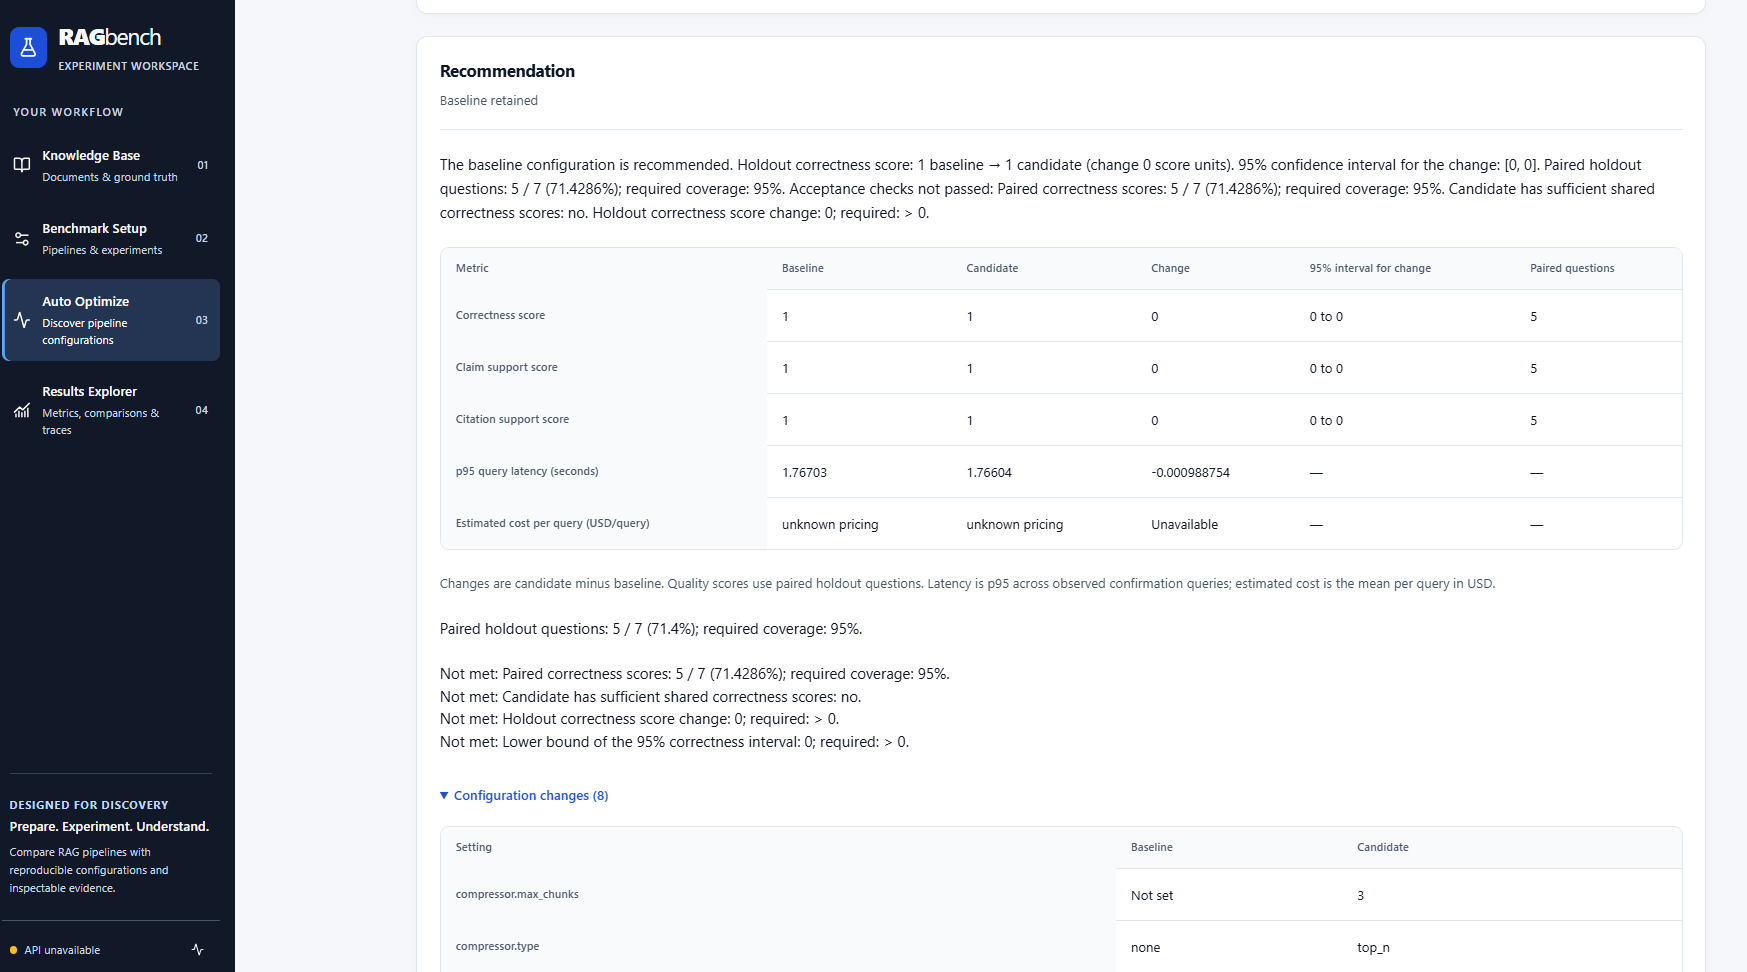 RAGbench
EXPERIMENT WORKSPACE
YOUR WORKFLOW
Knowledge Base
Documents & ground truth
01
Benchmark Setup
Pipelines & experiments
02
Auto Optimize
Discover pipeline
configurations
03
Results Explorer
Metrics, comparisons &
traces
04
DESIGNED FOR DISCOVERY
Prepare. Experiment. Understand.
Compare RAG pipelines with
reproducible configurations and
inspectable evidence.
API unavailable
Recommendation
Baseline retained
The baseline configuration is recommended. Holdout correctness score: 1 baseline → 1 candidate (change 0 score units). 95% confidence interval for the change: [0, 0]. Paired holdout
questions: 5 / 7 (71.4286%); required coverage: 95%. Acceptance checks not passed: Paired correctness scores: 5 / 7 (71.4286%); required coverage: 95%. Candidate has sufficient shared
correctness scores: no. Holdout correctness score change: 0; required: > 0.
Metric Baseline Candidate Change 95% interval for change Paired questions
Correctness score 1 1 0 0 to 0 5
Claim support score 1 1 0 0 to 0 5
Citation support score 1 1 0 0 to 0 5
p95 query latency (seconds) 1.76703 1.76604 -0.000988754 — —
Estimated cost per query (USD/query) unknown pricing unknown pricing Unavailable — —
Changes are candidate minus baseline. Quality scores use paired holdout questions. Latency is p95 across observed confirmation queries; estimated cost is the mean per query in USD.
Paired holdout questions: 5 / 7 (71.4%); required coverage: 95%.
Not met: Paired correctness scores: 5 / 7 (71.4286%); required coverage: 95%.
Not met: Candidate has sufficient shared correctness scores: no.
Not met: Holdout correctness score change: 0; required: > 0.
Not met: Lower bound of the 95% correctness interval: 0; required: > 0.
▼ Configuration changes (8)
Setting Baseline Candidate
compressor.max_chunks Not set 3
compressor.type none top_n